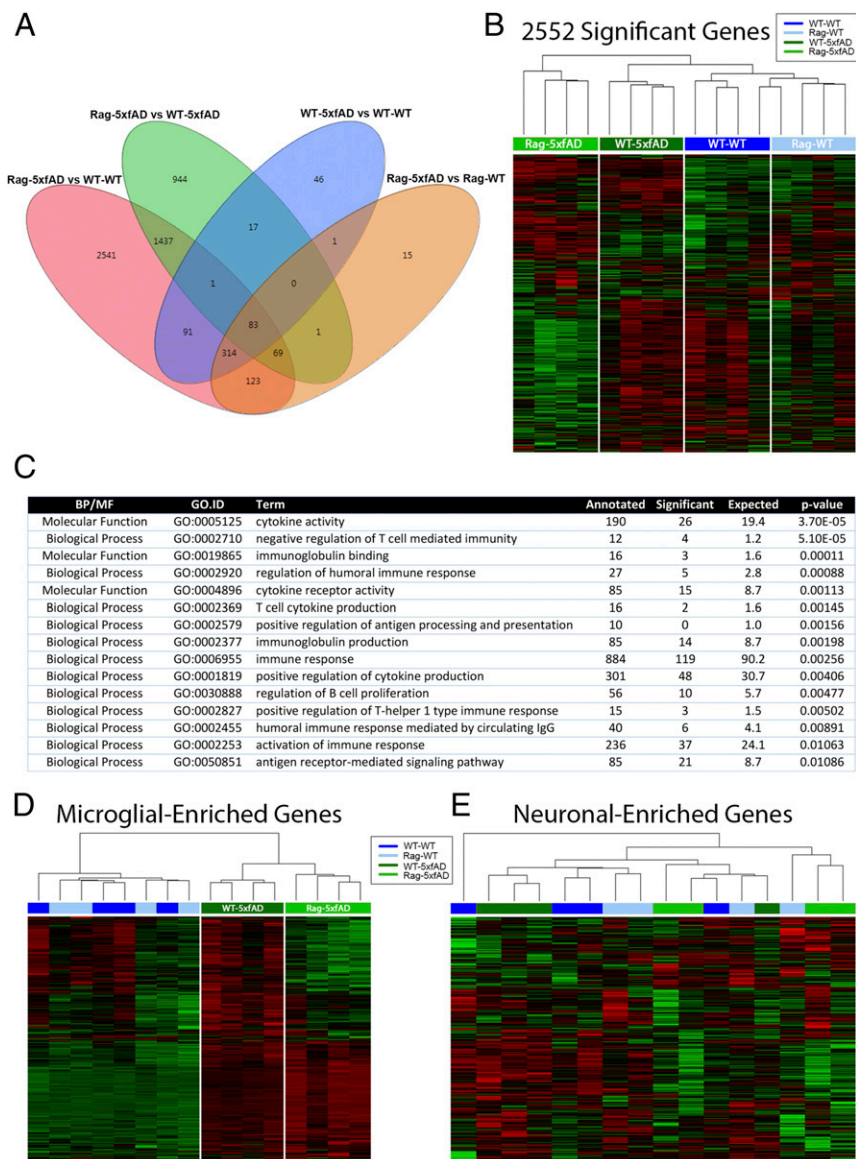 A
Rag-5xfAD vs WT-5xfAD
WT-5xfAD vs WT-WT
Rag-5xfAD vs WT-WT
Rag-5xfAD vs Rag-WT
944
46
2541
1437
17
1
15
1
0
91
83
1
314
69
123
B
2552 Significant Genes
WT-WT
Rag-WT
WT-5xfAD
Rag-5xfAD
Rag-5xfAD WT-5xfAD WT-WT Rag-WT
C
BP/MF GO.ID Term Annotated Significant Expected p-value
Molecular Function GO:0005125 cytokine activity 190 26 19.4 3.70E-05
Biological Process GO:0002710 negative regulation of T cell mediated immunity 12 4 1.2 5.10E-05
Molecular Function GO:0019865 immunoglobulin binding 16 3 1.6 0.00011
Biological Process GO:0002920 regulation of humoral immune response 27 5 2.8 0.00088
Molecular Function GO:0004896 cytokine receptor activity 85 15 8.7 0.00113
Biological Process GO:0002369 T cell cytokine production 16 2 1.6 0.00145
Biological Process GO:0002579 positive regulation of antigen processing and presentation 10 0 1.0 0.00156
Biological Process GO:0002377 immunoglobulin production 85 14 8.7 0.00198
Biological Process GO:0006955 immune response 884 119 90.2 0.00256
Biological Process GO:0001819 positive regulation of cytokine production 301 48 30.7 0.00406
Biological Process GO:0030888 regulation of B cell proliferation 56 10 5.7 0.00477
Biological Process GO:0002827 positive regulation of T-helper 1 type immune response 15 3 1.5 0.00502
Biological Process GO:0002455 humoral immune response mediated by circulating IgG 40 6 4.1 0.00891
Biological Process GO:0002253 activation of immune response 236 37 24.1 0.01063
Biological Process GO:0050851 antigen receptor-mediated signaling pathway 85 21 8.7 0.01086
D
Microglial-Enriched Genes
WT-WT
Rag-WT
WT-5xfAD
Rag-5xfAD
WT-5xfAD Rag-5xfAD
E
Neuronal-Enriched Genes